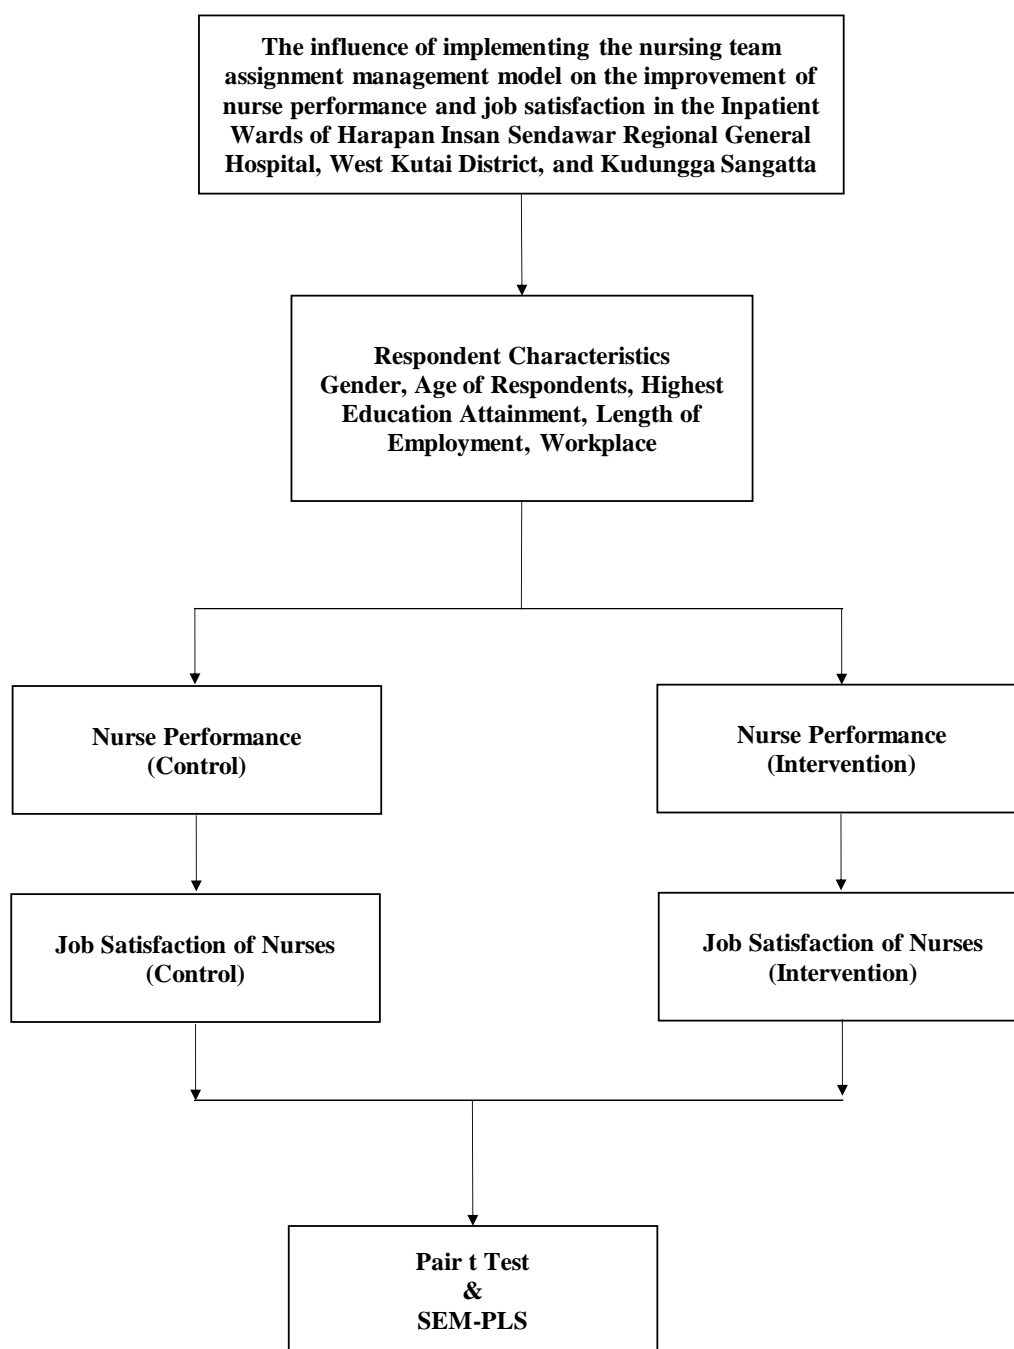 The influence of implementing the nursing team
assignment management model on the improvement of
nurse performance and job satisfaction in the Inpatient
Wards of Harapan Insan Sendawar Regional General
Hospital, West Kutai District, and Kudungga Sangatta
Respondent Characteristics
Gender, Age of Respondents, Highest
Education Attainment, Length of
Employment, Workplace
Nurse Performance
(Control)
Nurse Performance
(Intervention)
Job Satisfaction of Nurses
(Control)
Job Satisfaction of Nurses
(Intervention)
Pair t Test
&
SEM-PLS